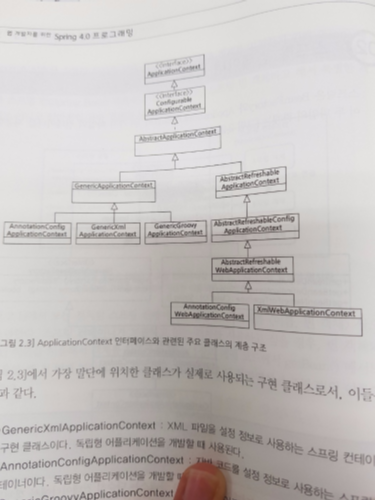 웹 개발자를 위한 Spring 4.0 프로그래밍
<<interface>>
ApplicationContext
<<interface>>
Configurable
ApplicationContext
AbstractApplicationContext
GenericApplicationContext
AbstractRefreshable
ApplicationContext
AnnotationConfig
ApplicationContext
GenericXml
ApplicationContext
GenericGroovy
ApplicationContext
AbstractRefreshableConfig
ApplicationContext
AbstractRefreshable
WebApplicationContext
AnnotationConfig
WebApplicationContext
XmlWebApplicationContext
그림 2.3] ApplicationContext 인터페이스와 관련된 주요 클래스의 계층 구조
2.3]에서 가장 말단에 위치한 클래스가 실제로 사용되는 구현 클래스로서, 이들
과 같다.
GenericXmlApplicationContext : XML 파일을 설정 정보로 사용하는 스프링 컨테이
구현 클래스이다. 독립형 어플리케이션을 개발할 때 사용된다.
AnnotationConfigApplicationContext : 자바 코드를 설정 정보로 사용하는 스프링
테이너이다. 독립형 어플리케이션을 개발할 때 사용
GenericGroovyApplicationContext